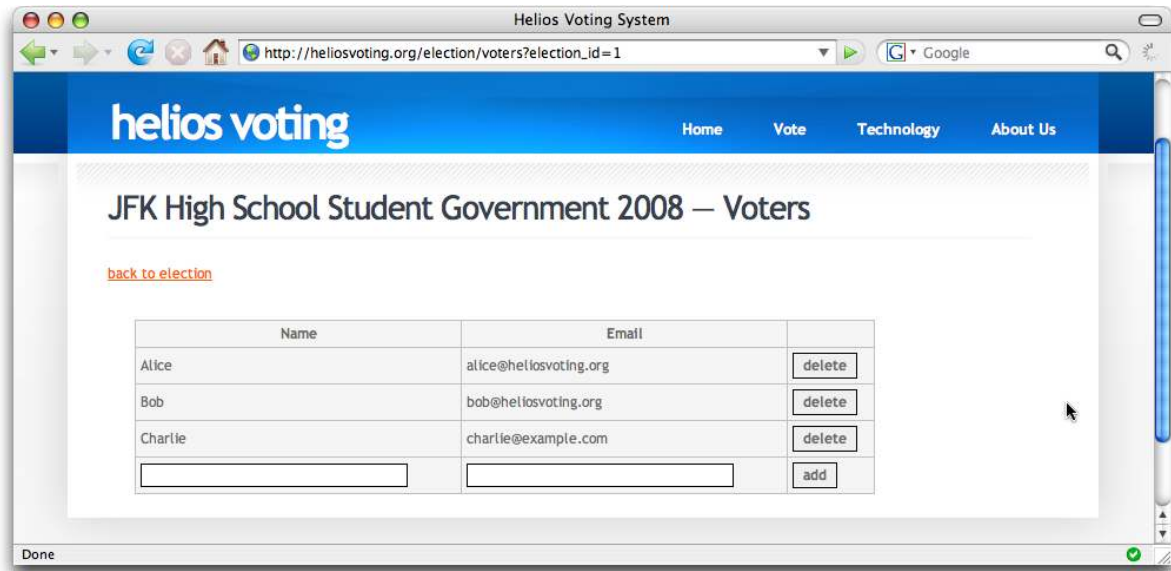 Helios Voting System
http://heliosvoting.org/election/voters?election_id=1
G Google
helios voting
Home Vote Technology About Us
JFK High School Student Government 2008 — Voters
back to election
Name Email
Alice alice@heliosvoting.org delete
Bob bob@heliosvoting.org delete
Charlie charlie@example.com delete
add
Done